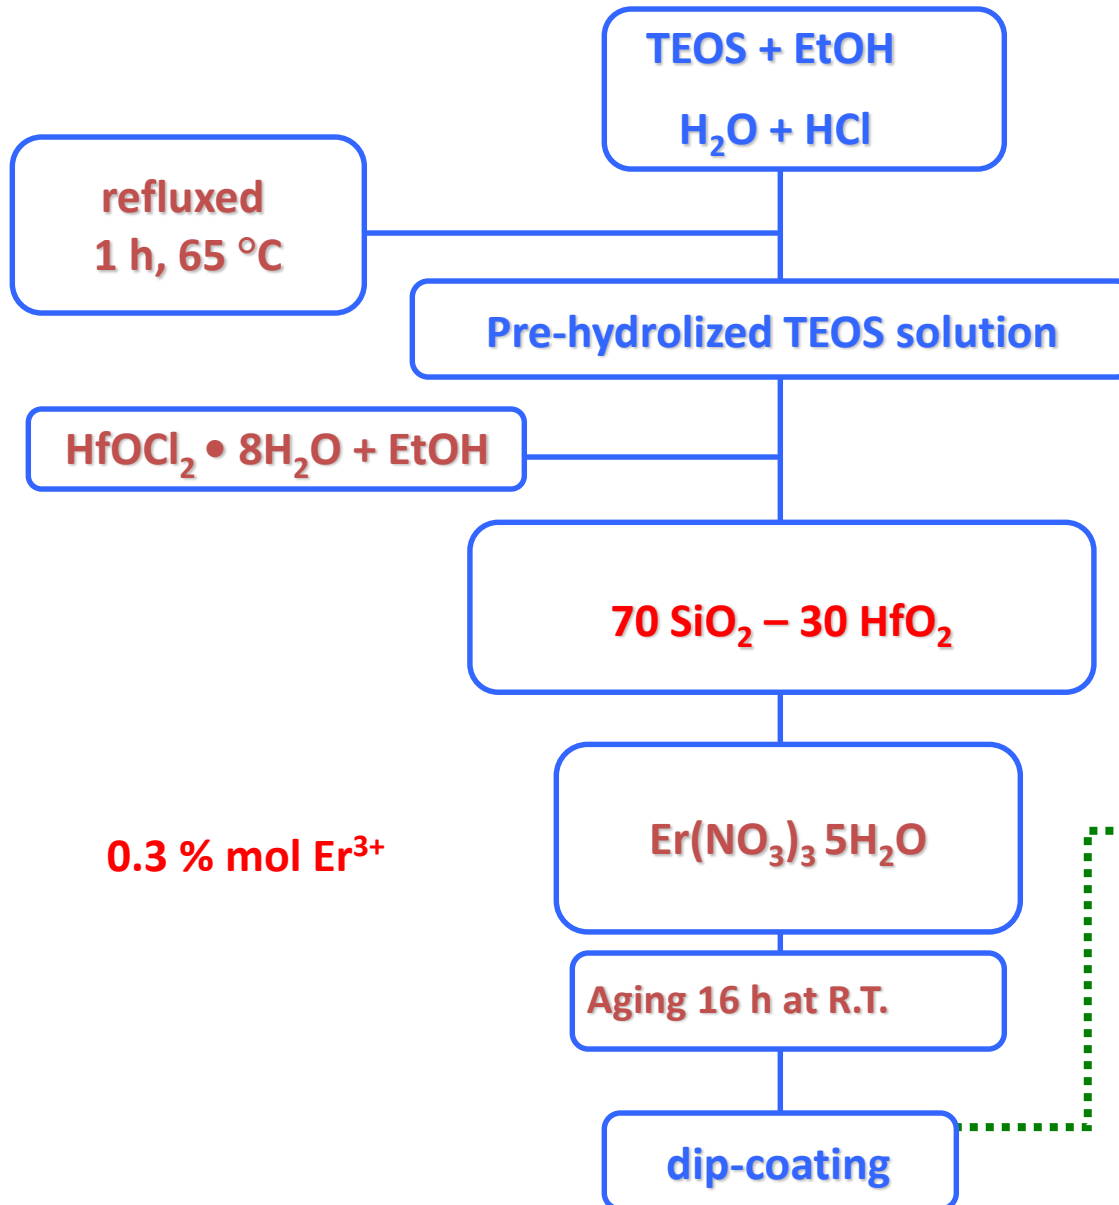 TEOS + EtOH
H₂O + HCl
refluxed
1 h, 65 °C
Pre-hydrolized TEOS solution
HfOCl₂ • 8H₂O + EtOH
70 SiO₂ – 30 HfO₂
Er(NO₃)₃ 5H₂O
0.3 % mol Er³⁺
Aging 16 h at R.T.
dip-coating